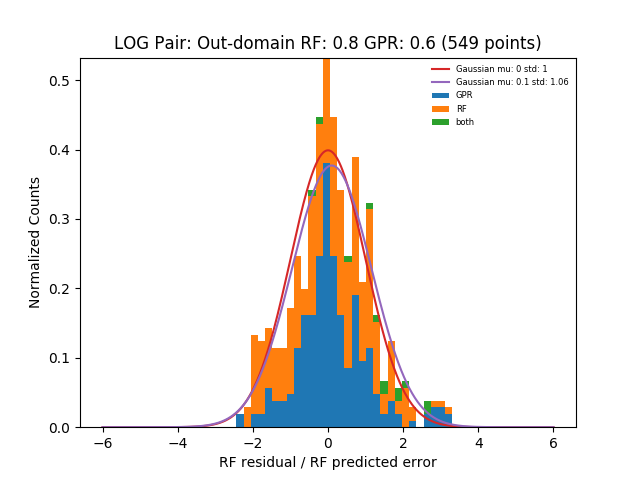 LOG Pair: Out-domain RF: 0.8 GPR: 0.6 (549 points)
Gaussian mu: 0 std: 1
Gaussian mu: 0.1 std: 1.06
GPR
RF
both
Normalized Counts
0.5
0.4
0.3
0.2
0.1
0.0
−6 −4 −2 0 2 4 6
RF residual / RF predicted error